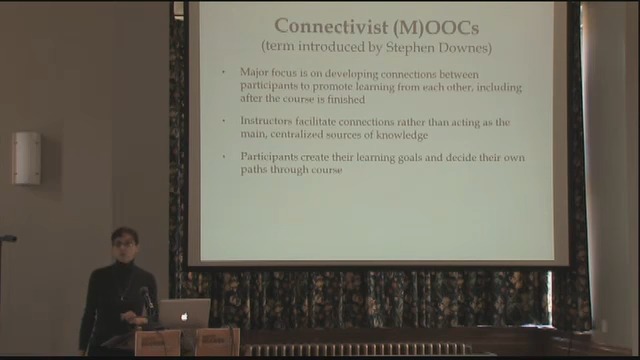 Connectivist (M)OOCs
(term introduced by Stephen Downes)
• Major focus is on developing connections between
participants to promote learning from each other, including
after the course is finished
• Instructors facilitate connections rather than acting as the
main, centralized sources of knowledge
• Participants create their learning goals and decide their own
paths through course